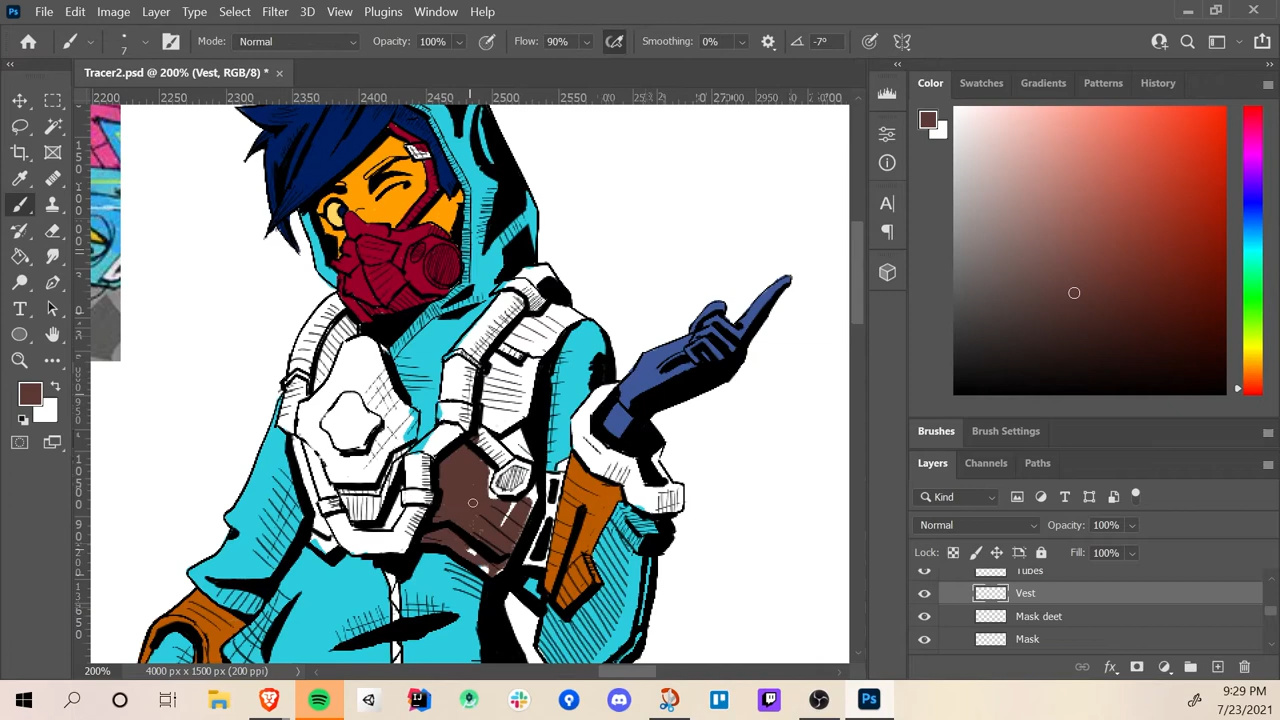 Ps File Edit Image Layer Type Select Filter 3D View Plugins Window Help
7 Mode: Normal Opacity: 100% Flow: 90% Smoothing: 0% -7°
Tracer2.psd @ 200% (Vest, RGB/8) *
2200 2250 2300 2350 2400 2450 2500 2550
Color Swatches Gradients Patterns History
Brushes Brush Settings
Layers Channels Paths
Kind
Normal Opacity: 100%
Lock: Fill: 100%
Tubes
Vest
Mask deet
Mask
200% 4000 px x 1500 px (200 ppi)
9:29 PM
7/23/2021